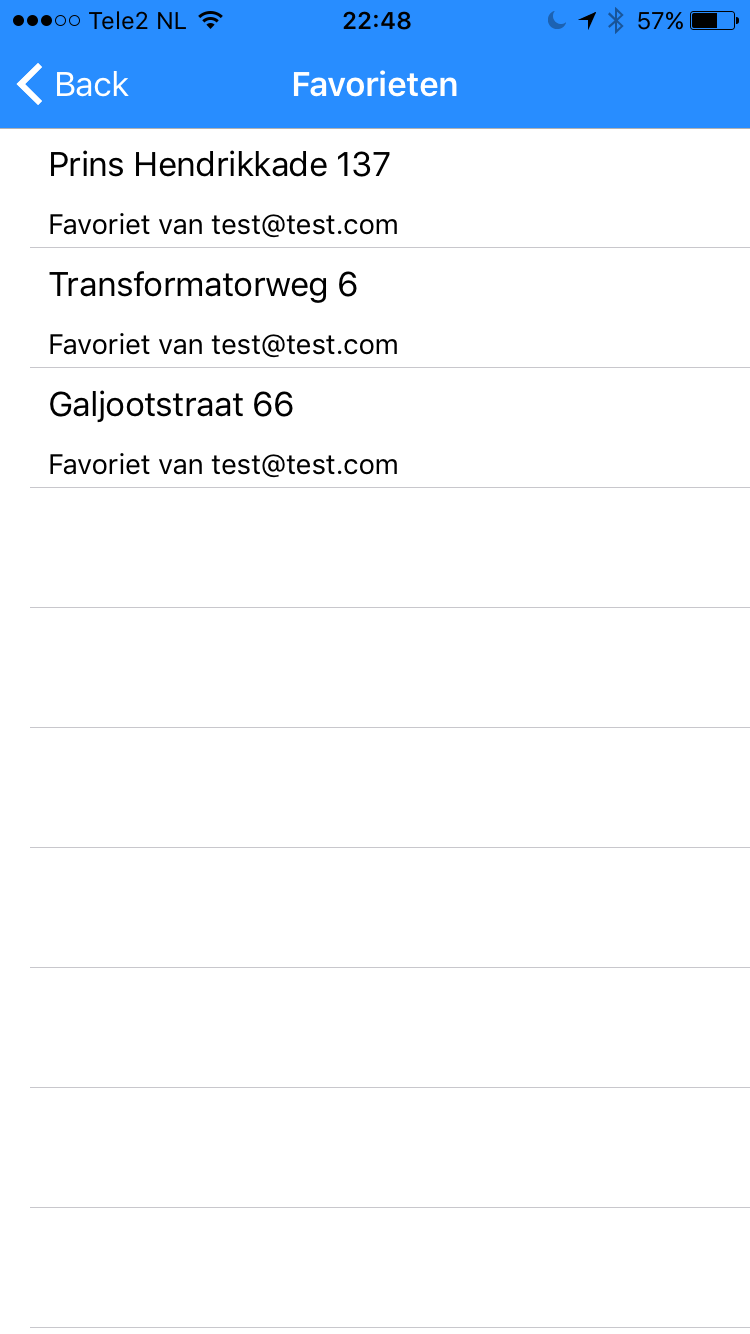 Tele2 NL 22:48 57%
Back Favorieten
Prins Hendrikkade 137
Favoriet van test@test.com
Transformatorweg 6
Favoriet van test@test.com
Galjootstraat 66
Favoriet van test@test.com